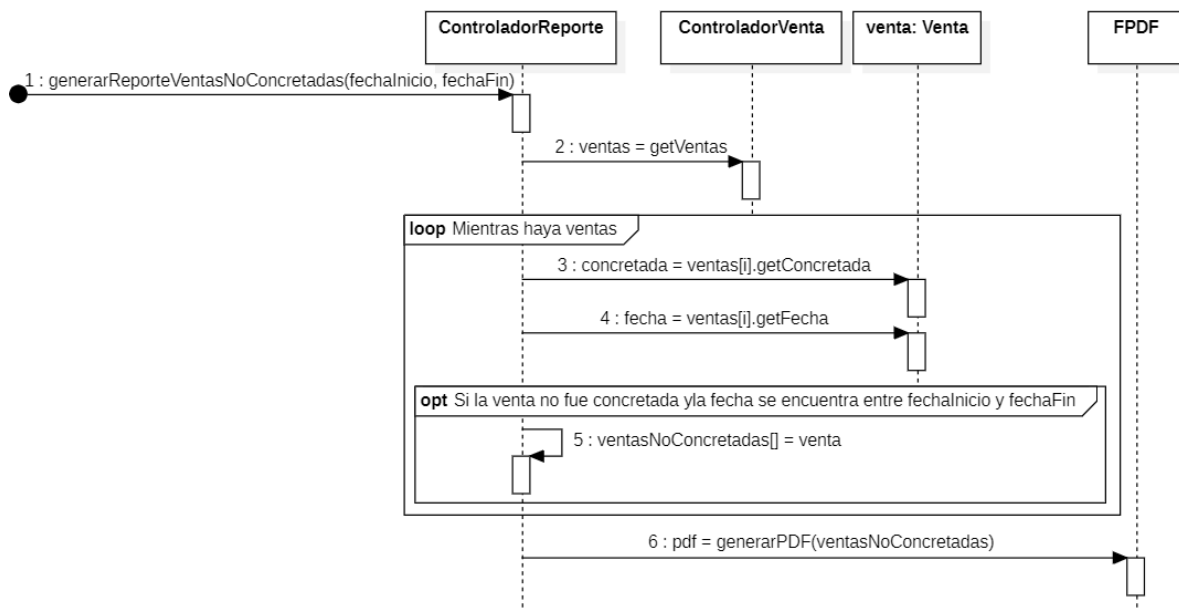 ControladorReporte
ControladorVenta
venta: Venta
FPDF
1 : generarReporteVentasNoConcretadas(fechaInicio, fechaFin)
2 : ventas = getVentas
loop Mientras haya ventas
3 : concretada = ventas[i].getConcretada
4 : fecha = ventas[i].getFecha
opt Si la venta no fue concretada yla fecha se encuentra entre fechaInicio y fechaFin
5 : ventasNoConcretadas[] = venta
6 : pdf = generarPDF(ventasNoConcretadas)